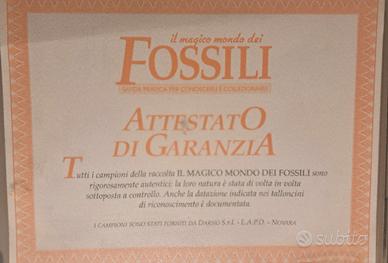 il magico mondo dei
FOSSILI
GUIDA PRATICA PER CONOSCERLI E COLLEZIONARLI
ATTESTATO
DI GARANZIA
Tutti i campioni della raccolta IL MAGICO MONDO DEI FOSSILI sono
rigorosamente autentici: la loro natura è stata di volta in volta
sottoposta a controllo. Anche la datazione indicata nei talloncini
di riconoscimento è documentata.
I CAMPIONI SONO STATI FORNITI DA DARSIO S.r.l. - L.A.P.D. - NOVARA
subito